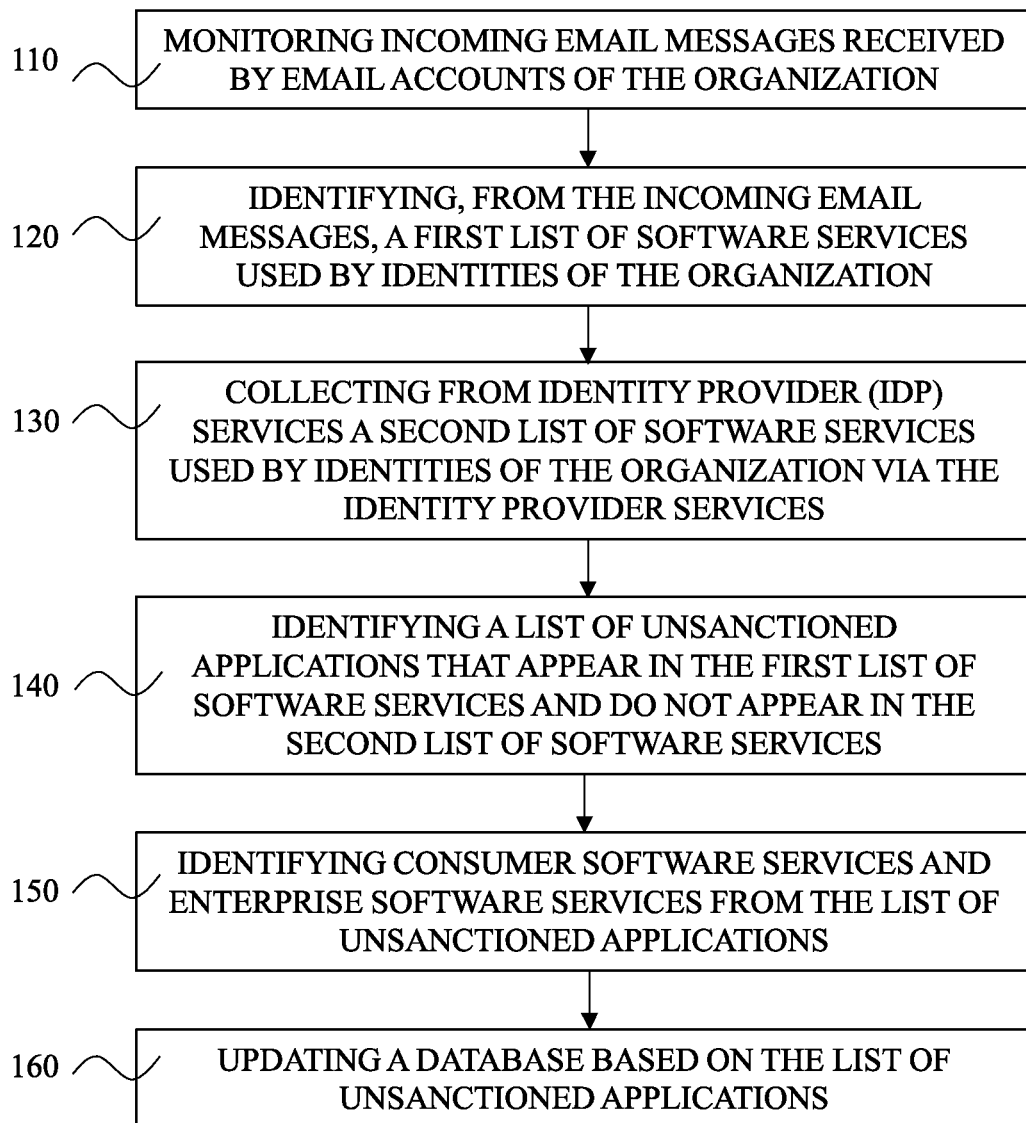 110
MONITORING INCOMING EMAIL MESSAGES RECEIVED
BY EMAIL ACCOUNTS OF THE ORGANIZATION
120
IDENTIFYING, FROM THE INCOMING EMAIL
MESSAGES, A FIRST LIST OF SOFTWARE SERVICES
USED BY IDENTITIES OF THE ORGANIZATION
130
COLLECTING FROM IDENTITY PROVIDER (IDP)
SERVICES A SECOND LIST OF SOFTWARE SERVICES
USED BY IDENTITIES OF THE ORGANIZATION VIA THE
IDENTITY PROVIDER SERVICES
140
IDENTIFYING A LIST OF UNSANCTIONED
APPLICATIONS THAT APPEAR IN THE FIRST LIST OF
SOFTWARE SERVICES AND DO NOT APPEAR IN THE
SECOND LIST OF SOFTWARE SERVICES
150
IDENTIFYING CONSUMER SOFTWARE SERVICES AND
ENTERPRISE SOFTWARE SERVICES FROM THE LIST OF
UNSANCTIONED APPLICATIONS
160
UPDATING A DATABASE BASED ON THE LIST OF
UNSANCTIONED APPLICATIONS